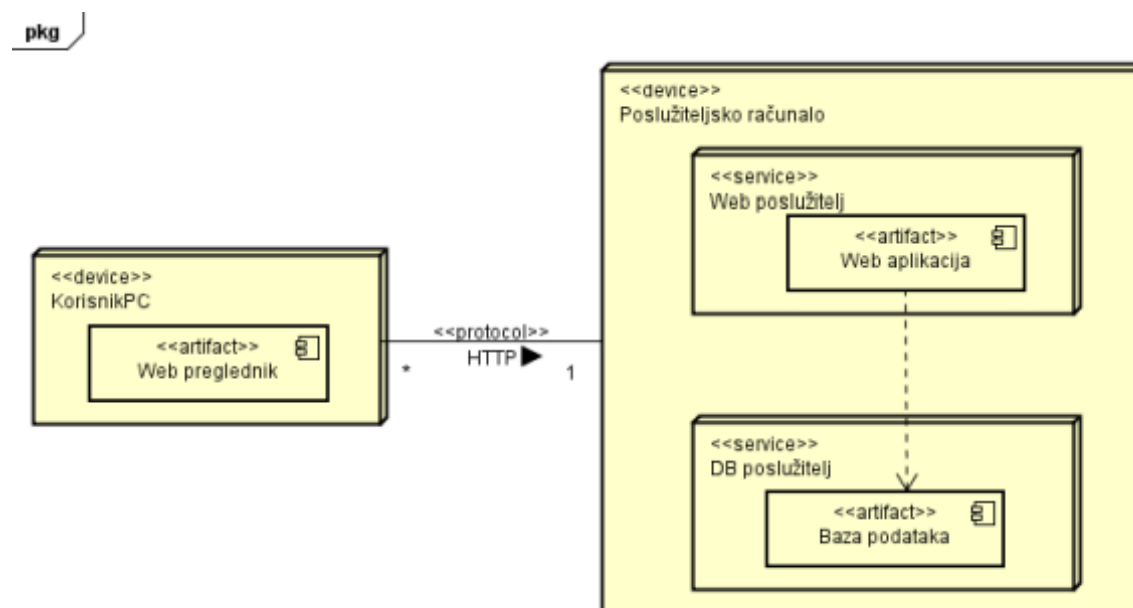 pkg
<<device>>
Poslužiteljsko računalo
<<service>>
Web poslužitelj
<<artifact>>
Web aplikacija
<<device>>
KorisnikPC
<<artifact>>
Web preglednik
<<protocol>>
HTTP
*
1
<<service>>
DB poslužitelj
<<artifact>>
Baza podataka